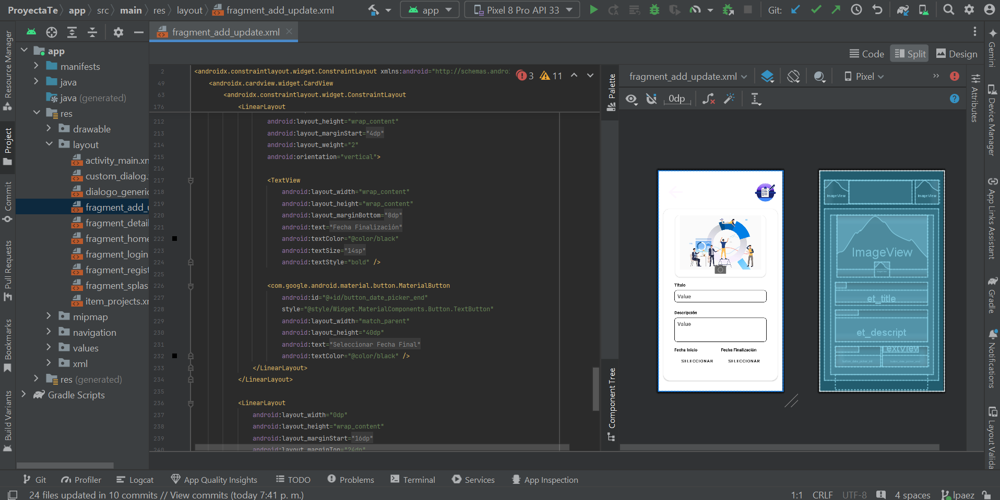 ProyectaTe app src main res layout fragment_add_update.xml app Pixel 8 Pro API 33 Git:
fragment_add_update.xml
Code Split Design
Resource Manager
Project
Commit
Pull Requests
Bookmarks
Build Variants
app
manifests
java
java (generated)
res
drawable
layout
activity_main.xm
custom_dialog.
dialogo_generic
fragment_add_u
fragment_detail
fragment_home
fragment_login
fragment_regist
fragment_splas
item_projects.xm
mipmap
navigation
values
xml
res (generated)
Gradle Scripts
3 11
2 <androidx.constraintlayout.widget.ConstraintLayout xmlns:android="http://schemas.andro
49 <androidx.cardview.widget.CardView
63 <androidx.constraintlayout.widget.ConstraintLayout
176 <LinearLayout
212 android:layout_height="wrap_content"
213 android:layout_marginStart="4dp"
214 android:layout_weight="2"
215 android:orientation="vertical">
216
217 <TextView
218 android:layout_width="wrap_content"
219 android:layout_height="wrap_content"
220 android:layout_marginBottom="8dp"
221 android:text="Fecha Finalización"
222 android:textColor="@color/black"
223 android:textSize="14sp"
224 android:textStyle="bold" />
225
226 <com.google.android.material.button.MaterialButton
227 android:id="@+id/button_date_picker_end"
228 style="@style/Widget.MaterialComponents.Button.TextButton"
229 android:layout_width="match_parent"
230 android:layout_height="40dp"
231 android:text="Seleccionar Fecha Final"
232 android:textColor="@color/black" />
233 </LinearLayout>
234 </LinearLayout>
235
236 <LinearLayout
237 android:layout_width="0dp"
238 android:layout_height="wrap_content"
239 android:layout_marginStart="16dp"
240 android:layout_marginTop="24dp"
Palette
Component Tree
fragment_add_update.xml Pixel
0dp
Título
Value
Descripción
Value
Fecha Inicio Fecha Finalización
SELECCIONAR SELECCIONAR
ImageView ImageView
ImageView
et_title
et_descript
TextView
Attributes
Gemini
Device Manager
App Links Assistant
Gradle
Notifications
Layout Valida
Git Profiler Logcat App Quality Insights TODO Problems Terminal Services App Inspection
24 files updated in 10 commits // View commits (today 7:41 p. m.) 1:1 CRLF UTF-8 4 spaces lpaez